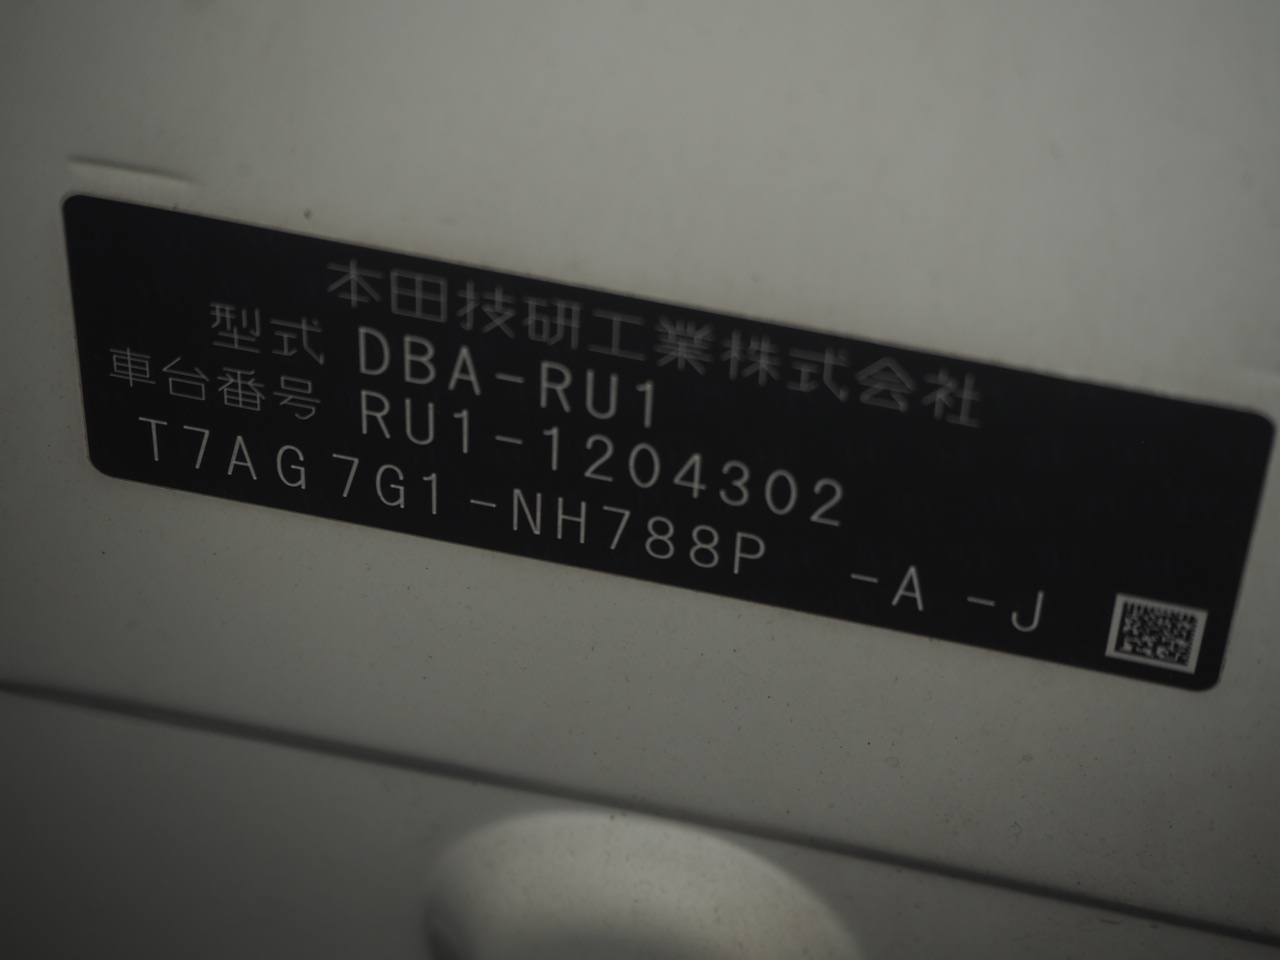 本田技研工業株式会社
型式 DBA-RU1
車台番号 RU1-1204302
T7AG 7G1-NH788P -A -J